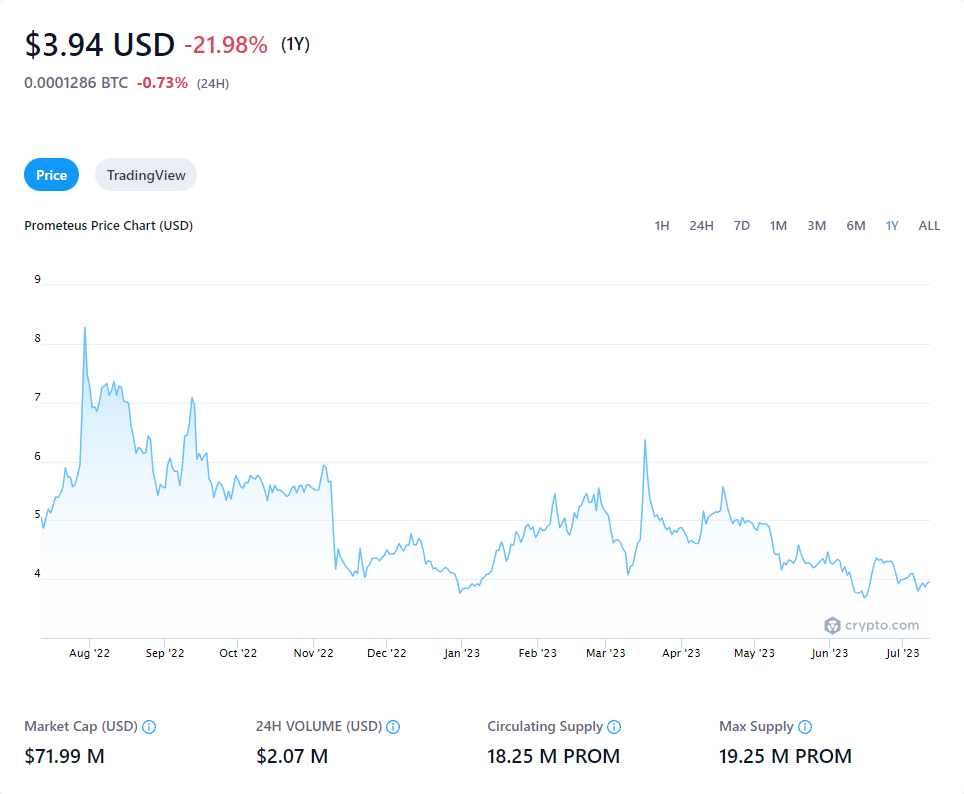 $3.94 USD -21.98% (1Y)
0.0001286 BTC -0.73% (24H)
Price TradingView
Prometeus Price Chart (USD) 1H 24H 7D 1M 3M 6M 1Y ALL
9
8
7
6
5
4
crypto.com
Aug '22 Sep '22 Oct '22 Nov '22 Dec '22 Jan '23 Feb '23 Mar '23 Apr '23 May '23 Jun '23 Jul '23
Market Cap (USD) 24H VOLUME (USD) Circulating Supply Max Supply
$71.99 M $2.07 M 18.25 M PROM 19.25 M PROM